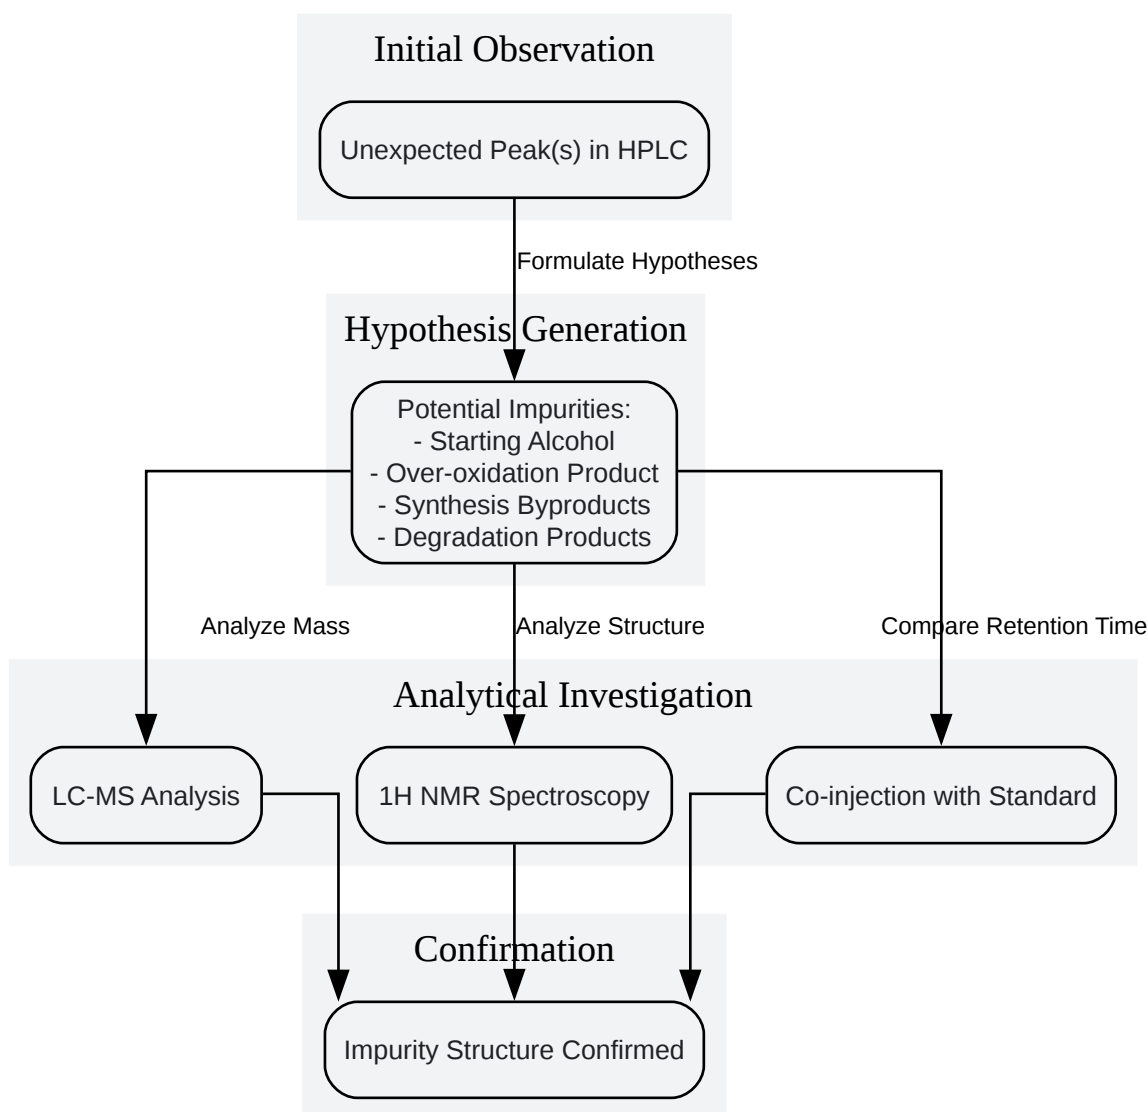 Initial Observation
Unexpected Peak(s) in HPLC
Formulate Hypotheses
Hypothesis Generation
Potential Impurities:
- Starting Alcohol
- Over-oxidation Product
- Synthesis Byproducts
- Degradation Products
Analyze Mass
Analyze Structure
Compare Retention Time
Analytical Investigation
LC-MS Analysis
1H NMR Spectroscopy
Co-injection with Standard
Confirmation
Impurity Structure Confirmed